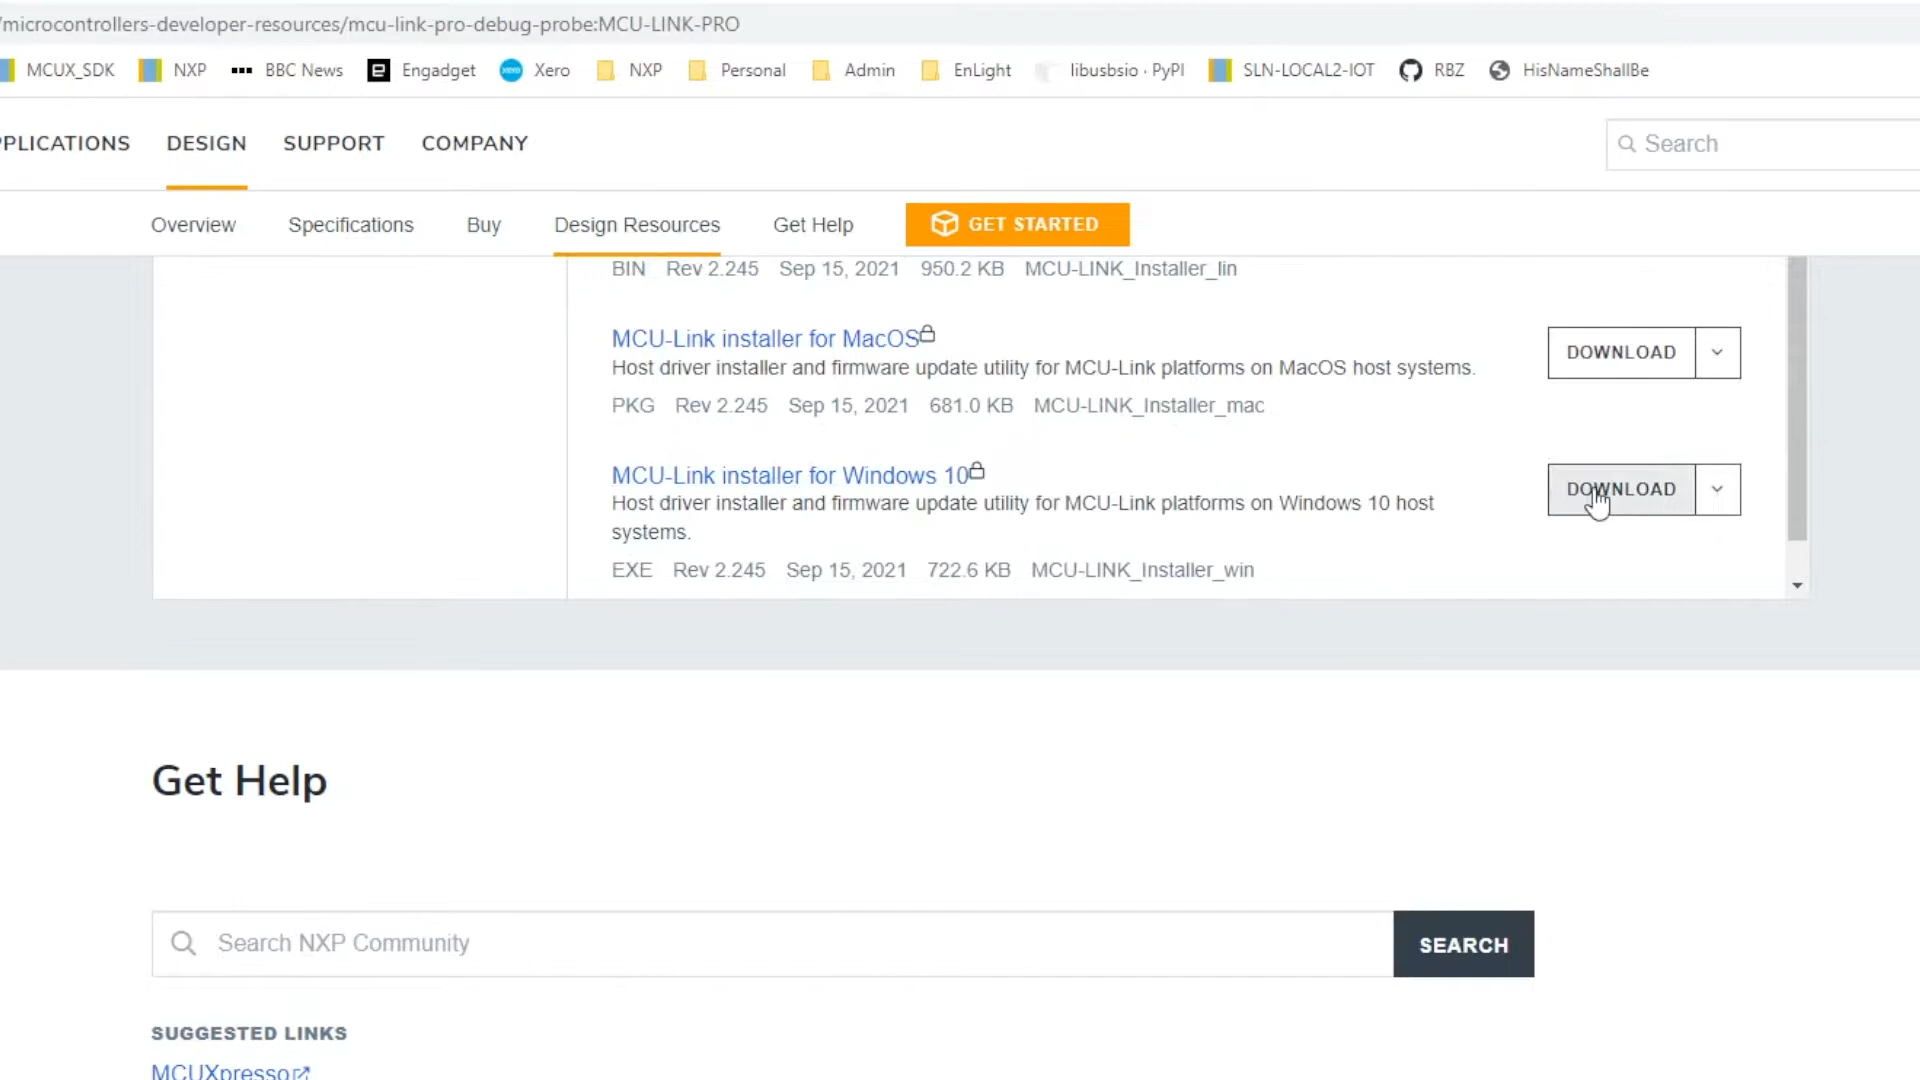 /microcontrollers-developer-resources/mcu-link-pro-debug-probe:MCU-LINK-PRO
MCUX_SDK NXP BBC News Engadget Xero NXP Personal Admin EnLight libusbsio · PyPI SLN-LOCAL2-IOT RBZ HisNameShallBe
PPLICATIONS DESIGN SUPPORT COMPANY Search
Overview Specifications Buy Design Resources Get Help GET STARTED
BIN Rev 2.245 Sep 15, 2021 950.2 KB MCU-LINK_Installer_lin
MCU-Link installer for MacOS
DOWNLOAD
Host driver installer and firmware update utility for MCU-Link platforms on MacOS host systems.
PKG Rev 2.245 Sep 15, 2021 681.0 KB MCU-LINK_Installer_mac
MCU-Link installer for Windows 10
DOWNLOAD
Host driver installer and firmware update utility for MCU-Link platforms on Windows 10 host
systems.
EXE Rev 2.245 Sep 15, 2021 722.6 KB MCU-LINK_Installer_win
Get Help
Search NXP Community SEARCH
SUGGESTED LINKS
MCUXpresso